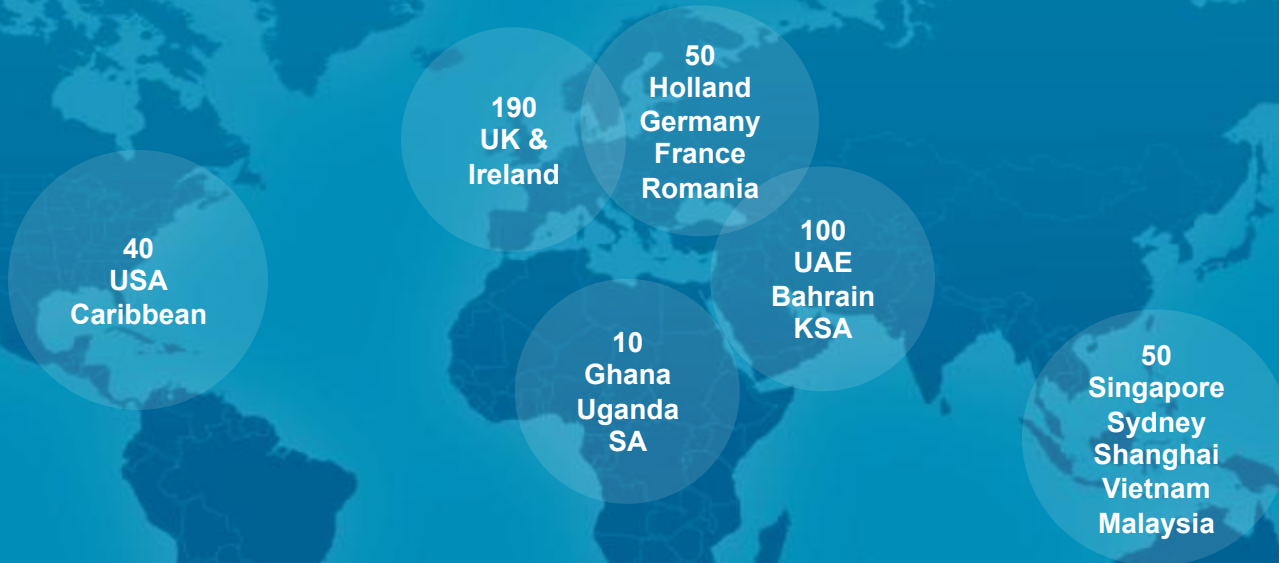 40
USA
Caribbean
190
UK &
Ireland
50
Holland
Germany
France
Romania
10
Ghana
Uganda
SA
100
UAE
Bahrain
KSA
50
Singapore
Sydney
Shanghai
Vietnam
Malaysia